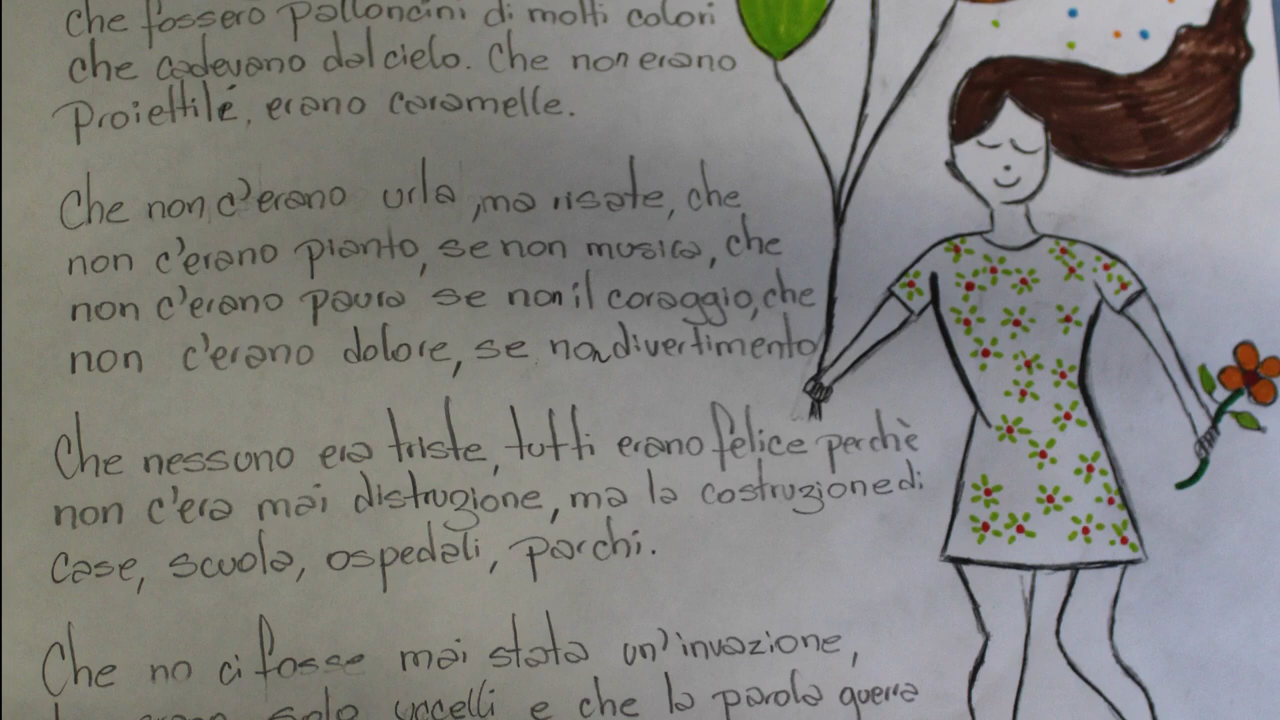 che fossero palloncini di molti colori
che cadevano dal cielo. Che non erano
Proiettile, erano caramelle.
Che non c'erano urla, ma risate, che
non c'erano pianto, se non musica, che
non c'erano paura se non il coraggio, che
non c'erano dolore, se non divertimento
Che nessuno era triste, tutti erano felice perchè
non c'era mai distruzione, ma la costruzione di
case, scuola, ospedali, parchi.
Che no ci fosse mai stata un'invazione,
solo uccelli e che la parola guerra